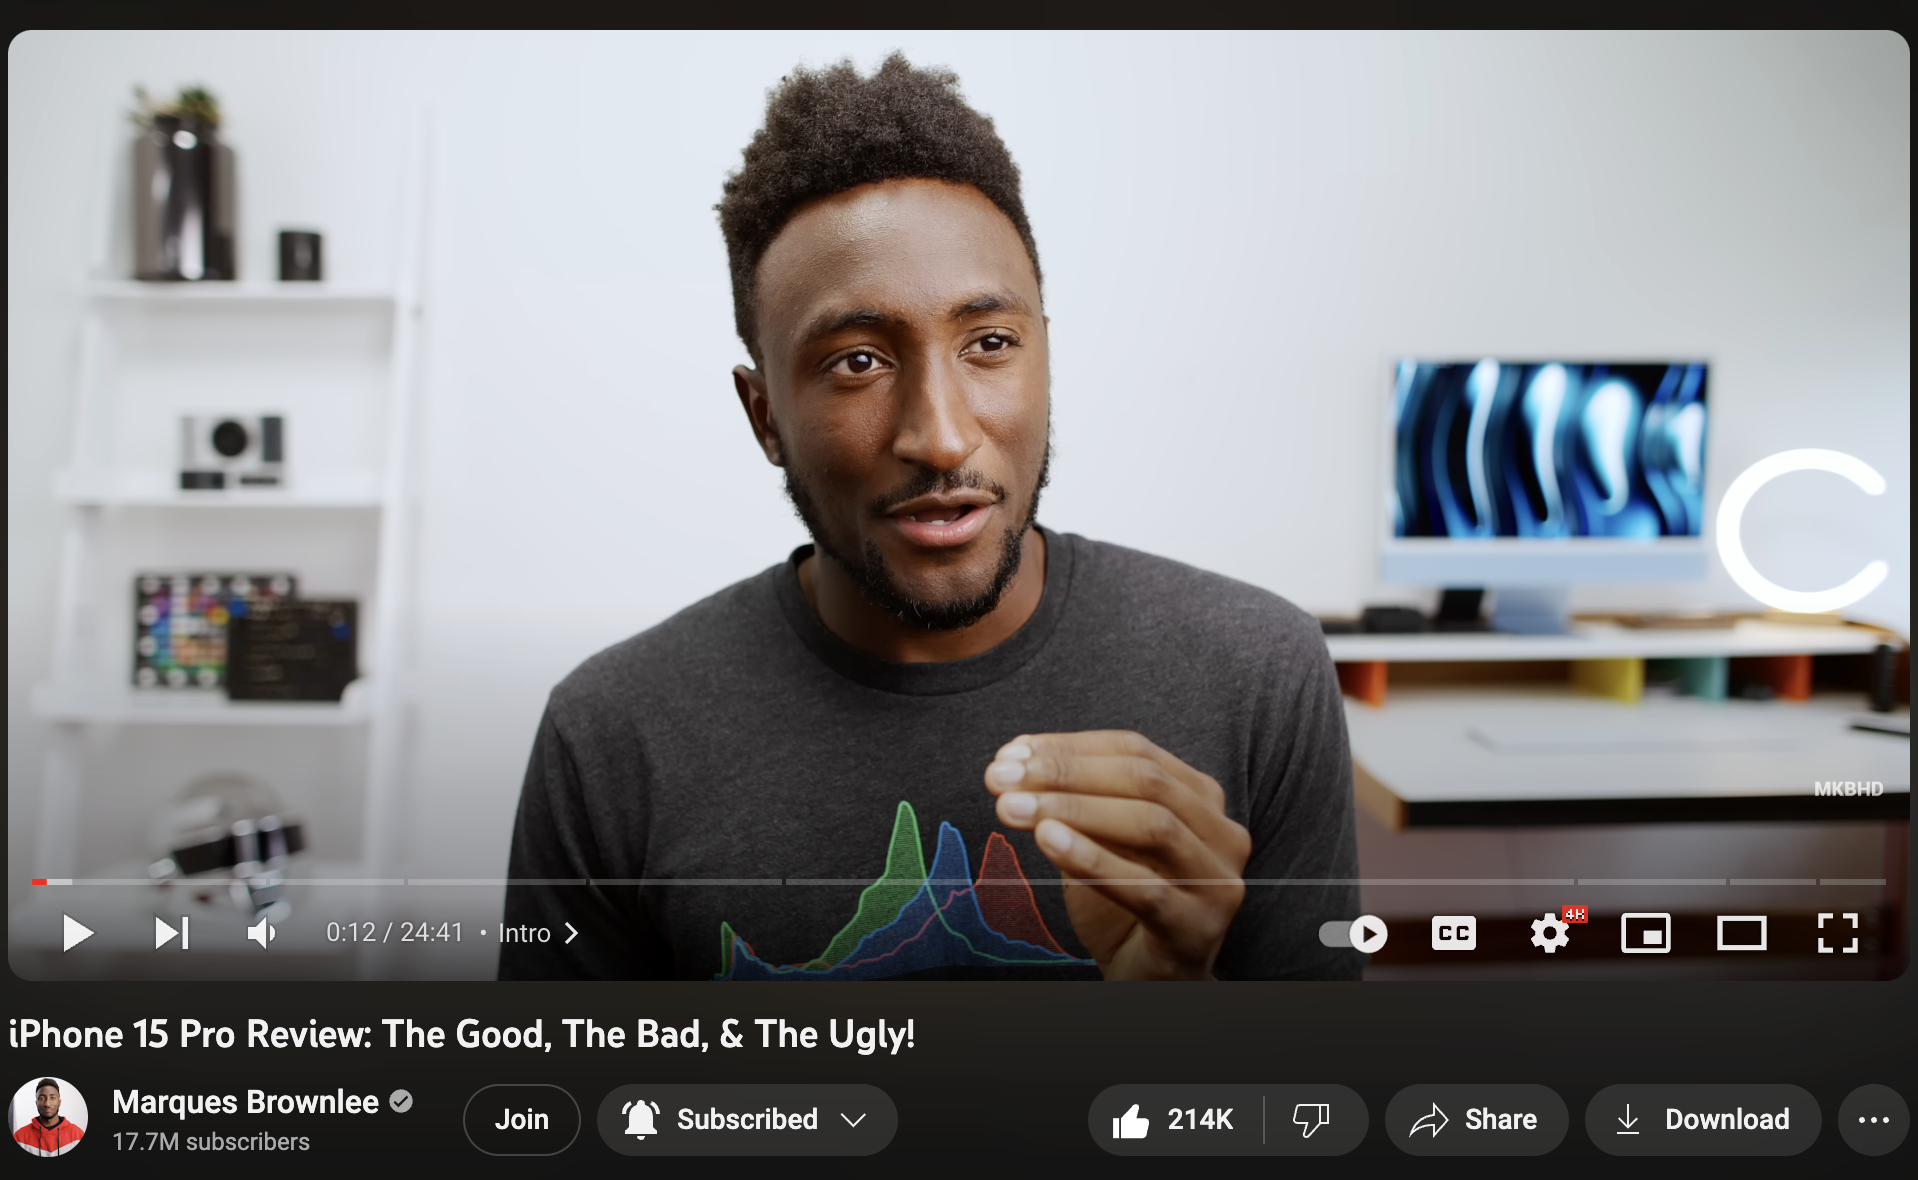 MKBHD
0:12 / 24:41 • Intro
CC
4K
iPhone 15 Pro Review: The Good, The Bad, & The Ugly!
Marques Brownlee
17.7M subscribers
Join
Subscribed
214K
Share
Download